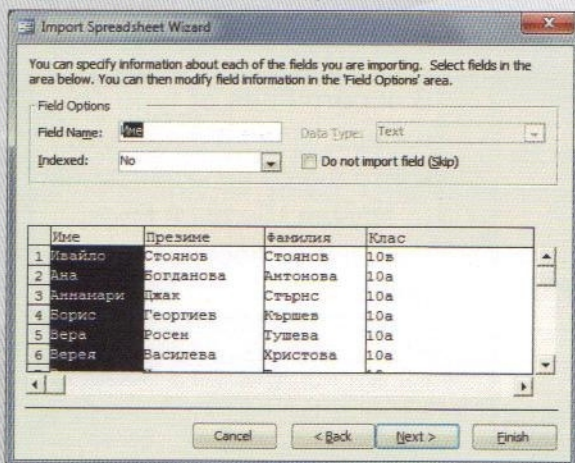 Import Spreadsheet Wizard
You can specify information about each of the fields you are importing. Select fields in the
area below. You can then modify field information in the 'Field Options' area.
Field Options
Field Name: Име Data Type: Text
Indexed: No Do not import field (Skip)
Име Презиме Фамилия Клас
1 Ивайло Стоянов Стоянов 10в
2 Ана Богданова Антонова 10а
3 Аннамари Джак Стърнс 10а
4 Борис Георгиев Кършев 10а
5 Вера Росен Тушева 10а
6 Верея Василева Христова 10а
Cancel < Back Next > Finish